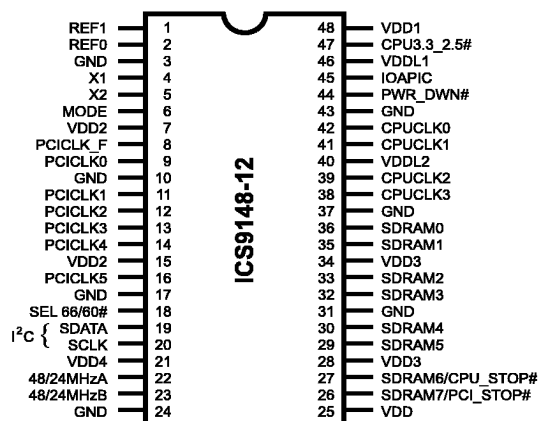 REF1 1 48 VDD1
REF0 2 47 CPU3.3_2.5#
GND 3 46 VDDL1
X1 4 45 IOAPIC
X2 5 44 PWR_DWN#
MODE 6 43 GND
VDD2 7 42 CPUCLK0
PCICLK_F 8 41 CPUCLK1
PCICLK0 9 40 VDDL2
GND 10 39 CPUCLK2
PCICLK1 11 38 CPUCLK3
PCICLK2 12 37 GND
PCICLK3 13 36 SDRAM0
PCICLK4 14 35 SDRAM1
VDD2 15 34 VDD3
PCICLK5 16 33 SDRAM2
GND 17 32 SDRAM3
SEL 66/60# 18 31 GND
I²C { SDATA 19 30 SDRAM4
SCLK 20 29 SDRAM5
VDD4 21 28 VDD3
48/24MHzA 22 27 SDRAM6/CPU_STOP#
48/24MHzB 23 26 SDRAM7/PCI_STOP#
GND 24 25 VDD
ICS9148-12